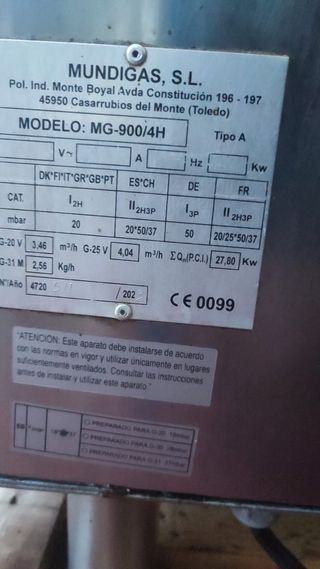 MUNDIGAS, S.L.
Pol. Ind. Monte Boyal Avda Constitución 196 - 197
45950 Casarrubios del Monte (Toledo)
MODELO: MG-900/4H Tipo A
V~ A Hz Kw
DK*FI*IT*GR*GB*PT ES*CH DE FR
CAT. I2H II2H3P I3P II2H3P
mbar 20 20*50/37 50 20/25*50/37
G-20 V 3,46 m³/h G-25 V 4,04 m³/h ΣQn(P.C.I.) 27,80 Kw
G-31 M 2,56 Kg/h
Nº/Año 4720 /202
CE 0099
"ATENCIÓN: Este aparato debe instalarse de acuerdo
con las normas en vigor y utilizar únicamente en lugares
suficientemente ventilados. Consultar las instrucciones
antes de instalar y utilizar este aparato."
PREPARADO PARA G-20
PREPARADO PARA G-30
PREPARADO PARA G-31